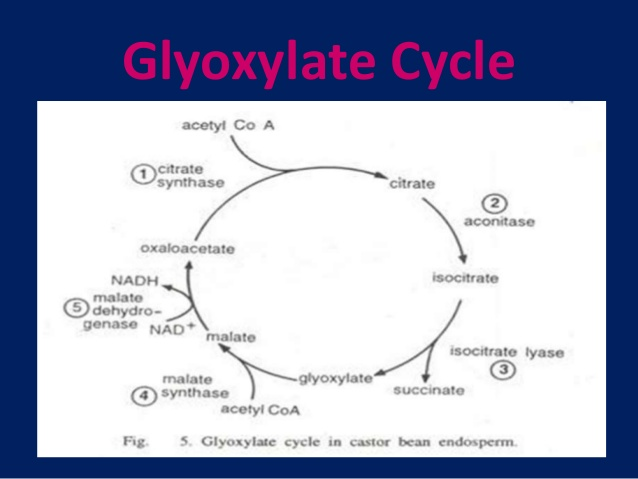 Glyoxylate Cycle
acetyl Co A
① citrate
synthase
citrate
②
aconitase
oxaloacetate
isocitrate
NADH
⑤ malate
dehydro-
genase
NAD+
malate
isocitrate lyase
③
glyoxylate
succinate
malate
④ synthase
acetyl CoA
Fig. 5. Glyoxylate cycle in castor bean endosperm.